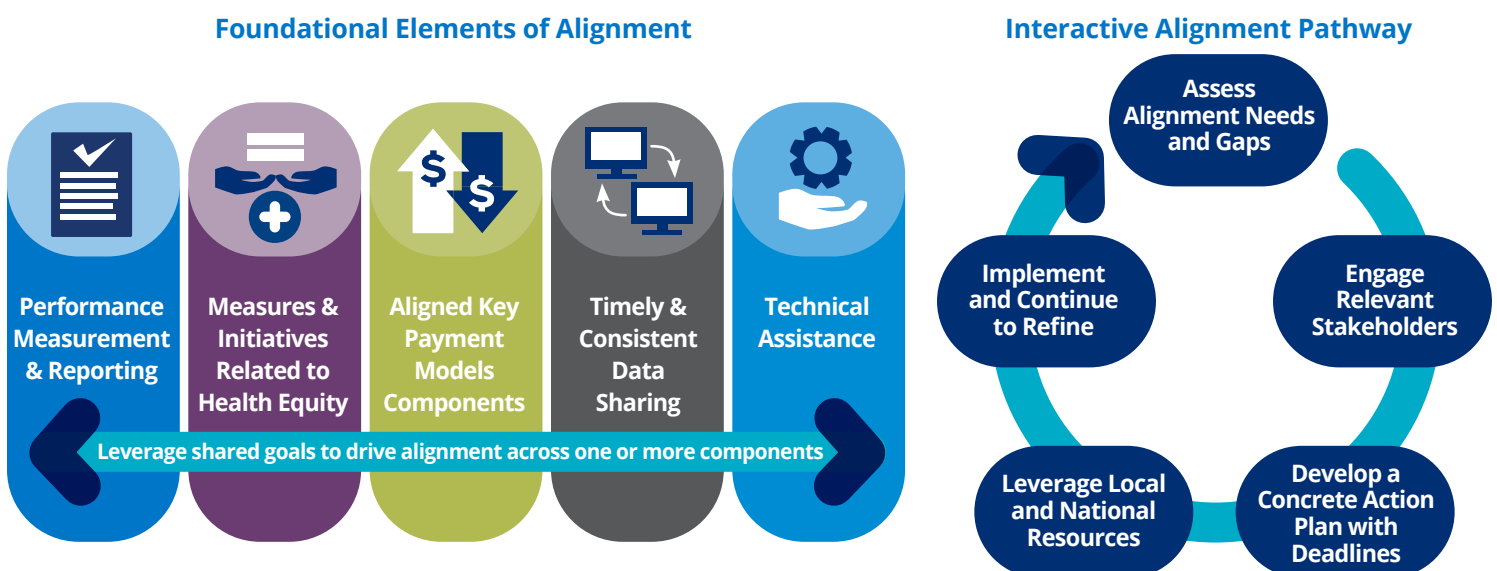 Foundational Elements of Alignment
Performance
Measurement
& Reporting
Measures &
Initiatives
Related to
Health Equity
Aligned Key
Payment
Models
Components
Timely &
Consistent
Data
Sharing
Technical
Assistance
$
$
Leverage shared goals to drive alignment across one or more components
Interactive Alignment Pathway
Assess
Alignment Needs
and Gaps
Engage
Relevant
Stakeholders
Develop a
Concrete Action
Plan with
Deadlines
Leverage Local
and National
Resources
Implement
and Continue
to Refine